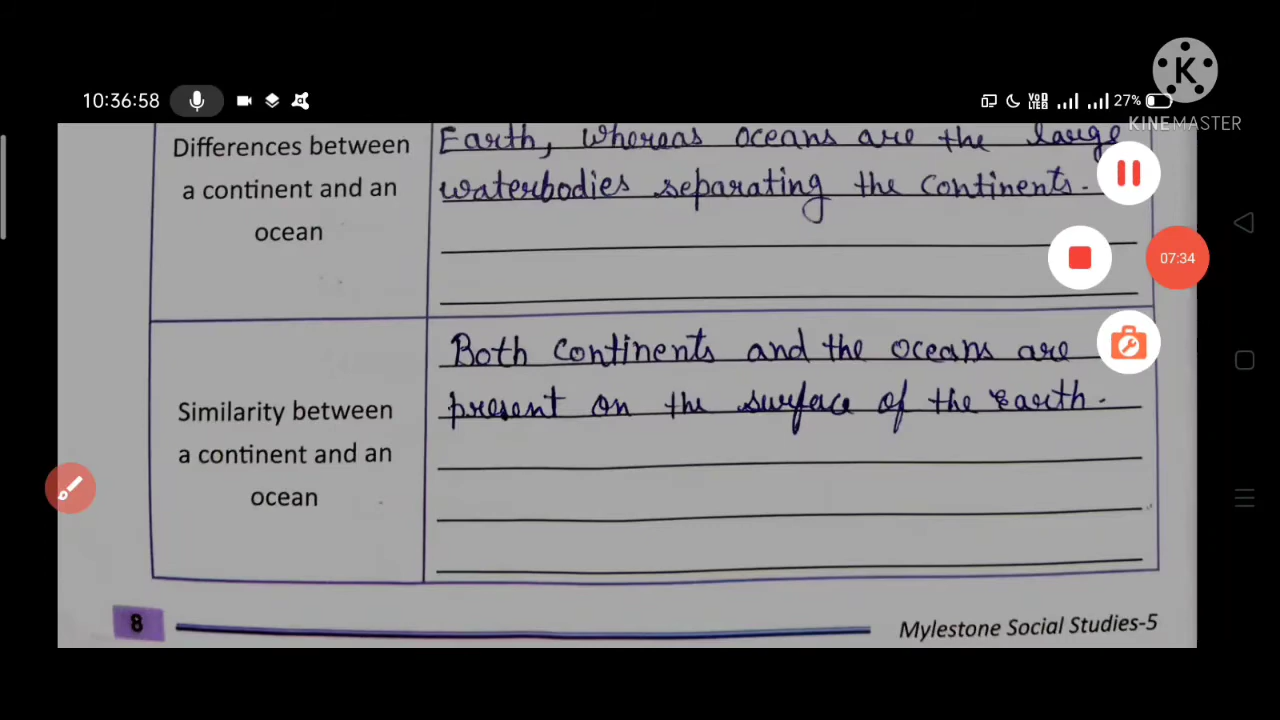 10:36:58
VoD LTE2
27%
K
KINEMASTER
Differences between
a continent and an
ocean
Earth, whereas oceans are the large
waterbodies separating the continents.
07:34
Similarity between
a continent and an
ocean
Both continents and the oceans are
present on the surface of the Earth.
8
Mylestone Social Studies-5